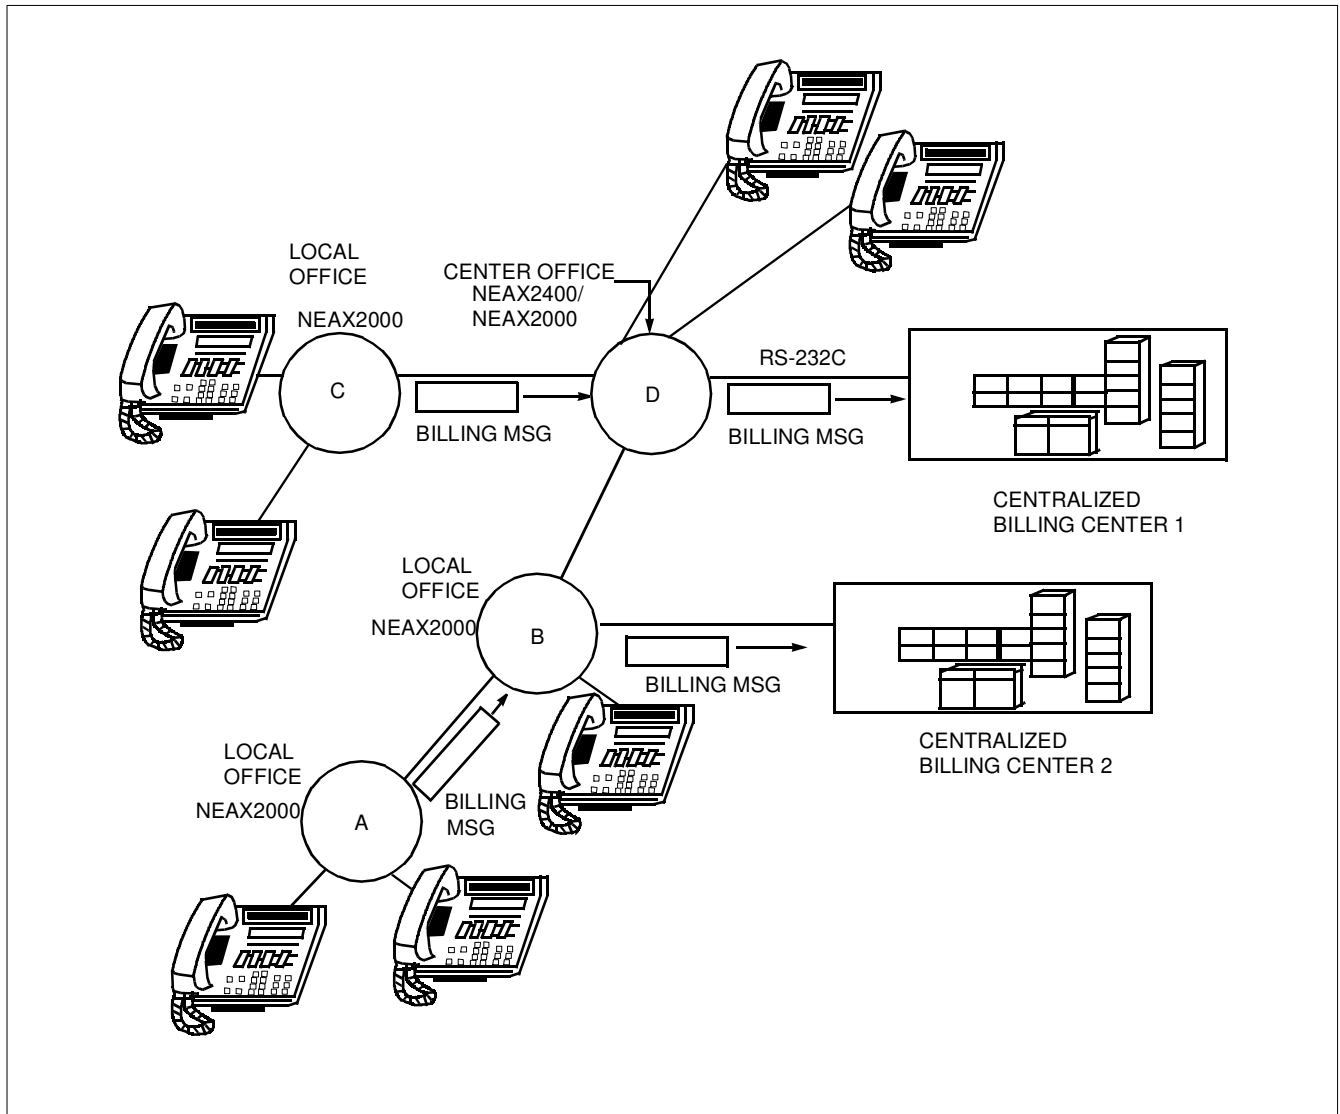 LOCAL
OFFICE
NEAX2000
C
CENTER OFFICE
NEAX2400/
NEAX2000
D
RS-232C
BILLING MSG
BILLING MSG
CENTRALIZED
BILLING CENTER 1
LOCAL
OFFICE
NEAX2000
B
BILLING MSG
CENTRALIZED
BILLING CENTER 2
LOCAL
OFFICE
NEAX2000
A
BILLING
MSG